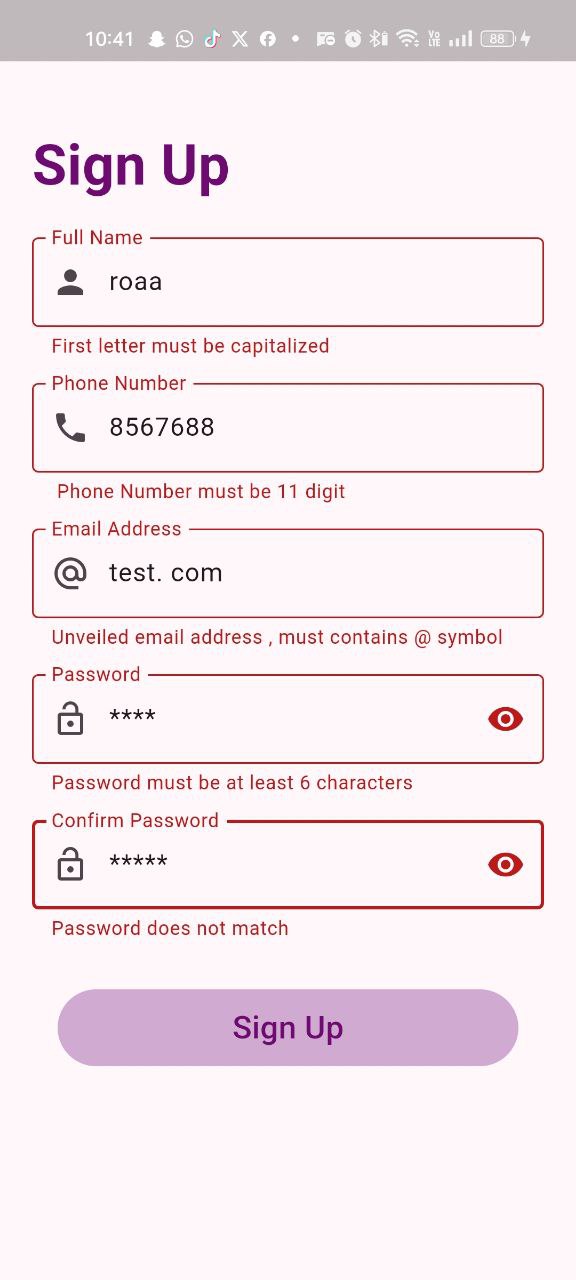 10:41
Vo
LTE
88
Sign Up
Full Name
roaa
First letter must be capitalized
Phone Number
8567688
Phone Number must be 11 digit
Email Address
test. com
Unveiled email address , must contains @ symbol
Password
****
Password must be at least 6 characters
Confirm Password
*****
Password does not match
Sign Up